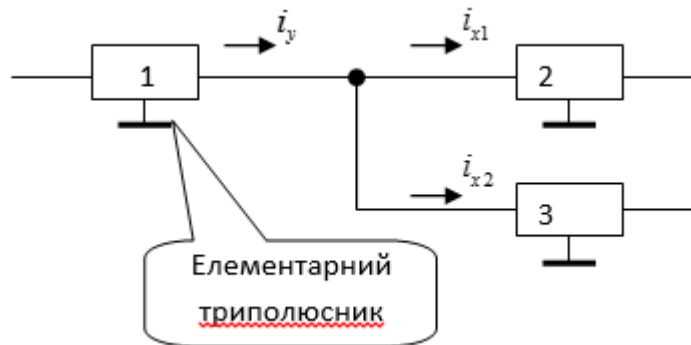 i_y
i_x1
1
2
i_x2
3
Елементарний
триполюсник